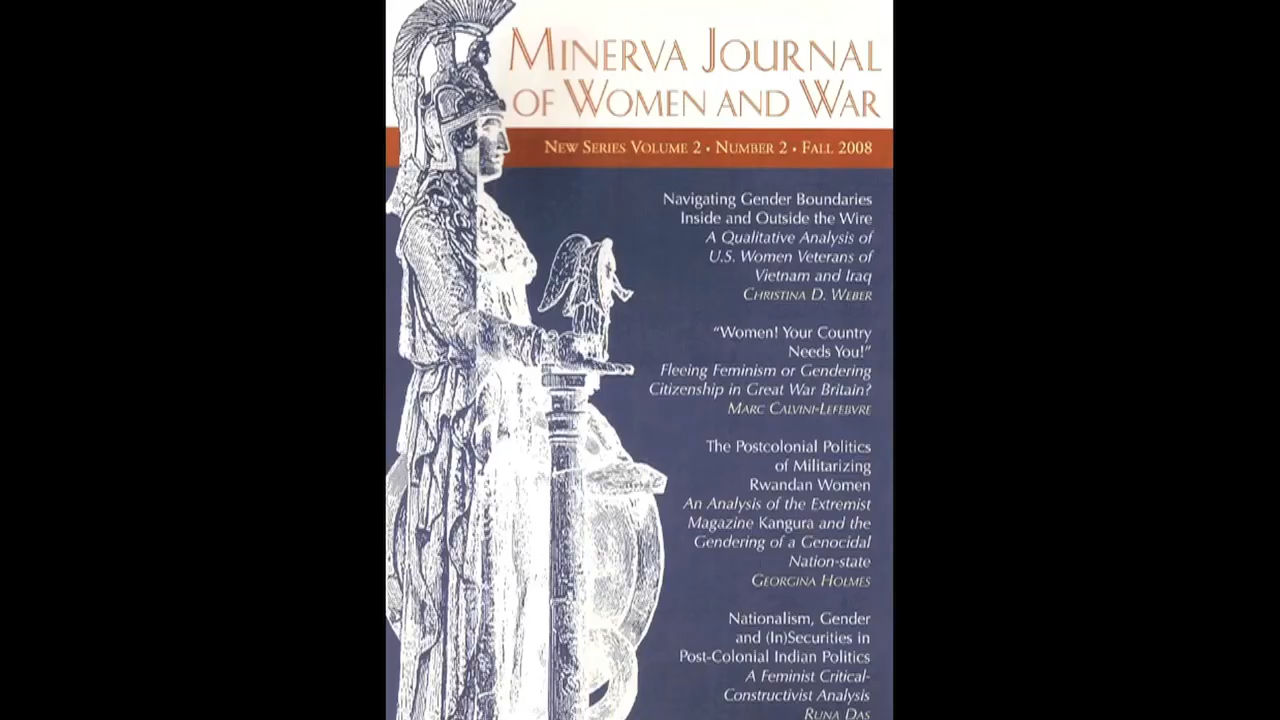 MINERVA JOURNAL
OF WOMEN AND WAR
NEW SERIES VOLUME 2 • NUMBER 2 • FALL 2008
Navigating Gender Boundaries
Inside and Outside the Wire
A Qualitative Analysis of
U.S. Women Veterans of
Vietnam and Iraq
CHRISTINA D. WEBER
“Women! Your Country
Needs You!”
Fleeing Feminism or Gendering
Citizenship in Great War Britain?
MARC CALVINI-LEFEBVRE
The Postcolonial Politics
of Militarizing
Rwandan Women
An Analysis of the Extremist
Magazine Kangura and the
Gendering of a Genocidal
Nation-state
GEORGINA HOLMES
Nationalism, Gender
and (In)Securities in
Post-Colonial Indian Politics
A Feminist Critical-
Constructivist Analysis
RUNA DAS